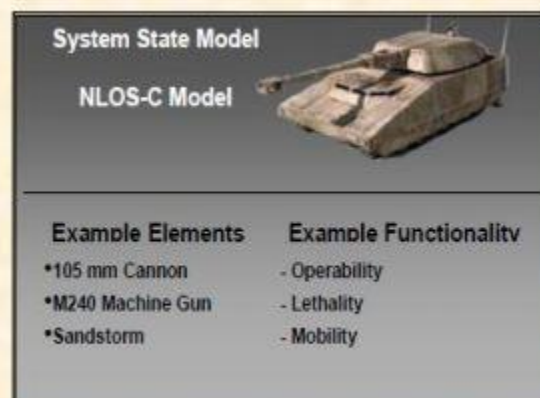 System State Model
NLOS-C Model
Example Elements
•105 mm Cannon
•M240 Machine Gun
•Sandstorm
Example Functionality
- Operability
- Lethality
- Mobility